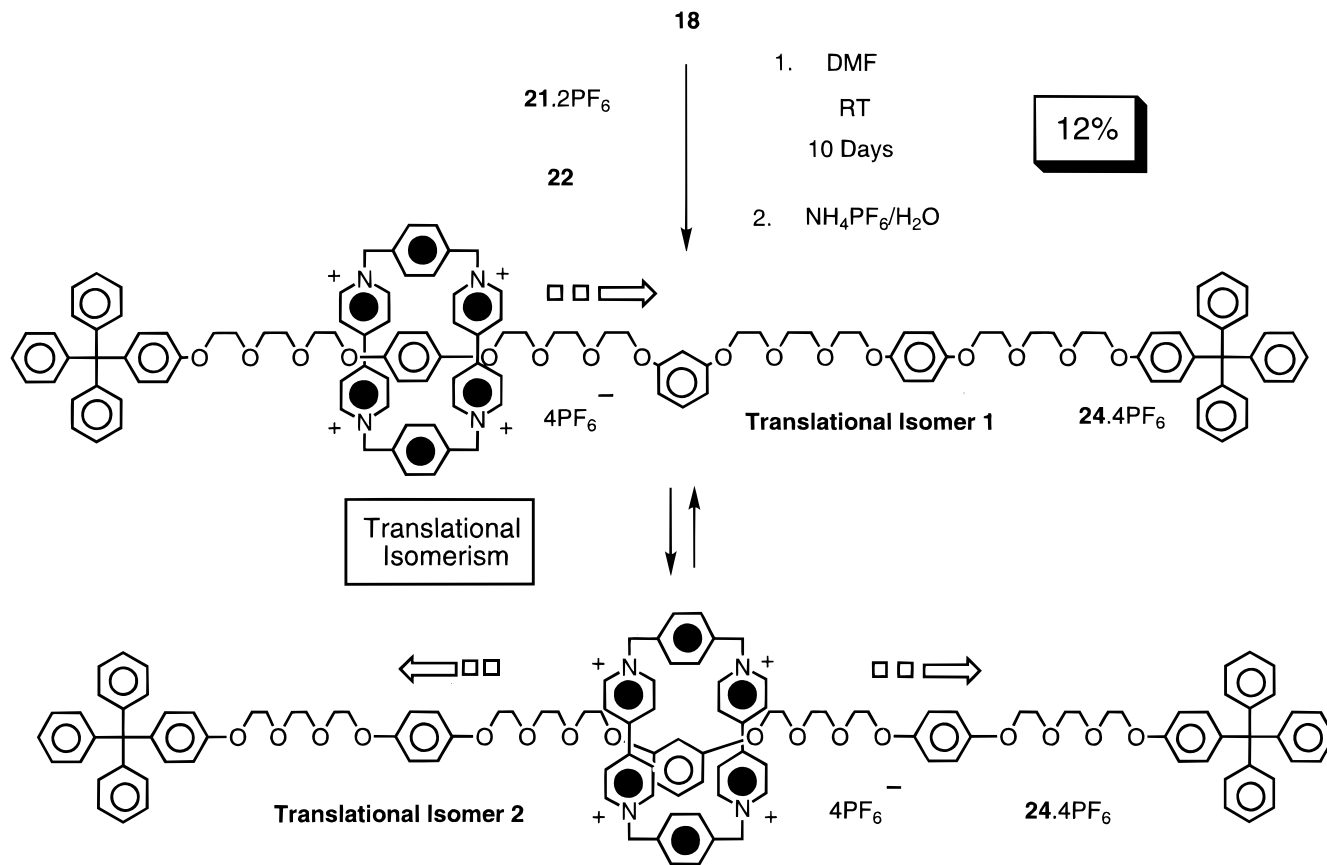 18
1. DMF
21.2PF6
RT
12%
10 Days
22
2. NH4PF6/H2O
+ N N +
O O O O O O O O O O O O O O O O
+ N N +
4PF6−
Translational Isomer 1
24.4PF6
Translational
Isomerism
+ N N +
O O O O O O O O O O O O O O O O
+ N N +
Translational Isomer 2
4PF6−
24.4PF6